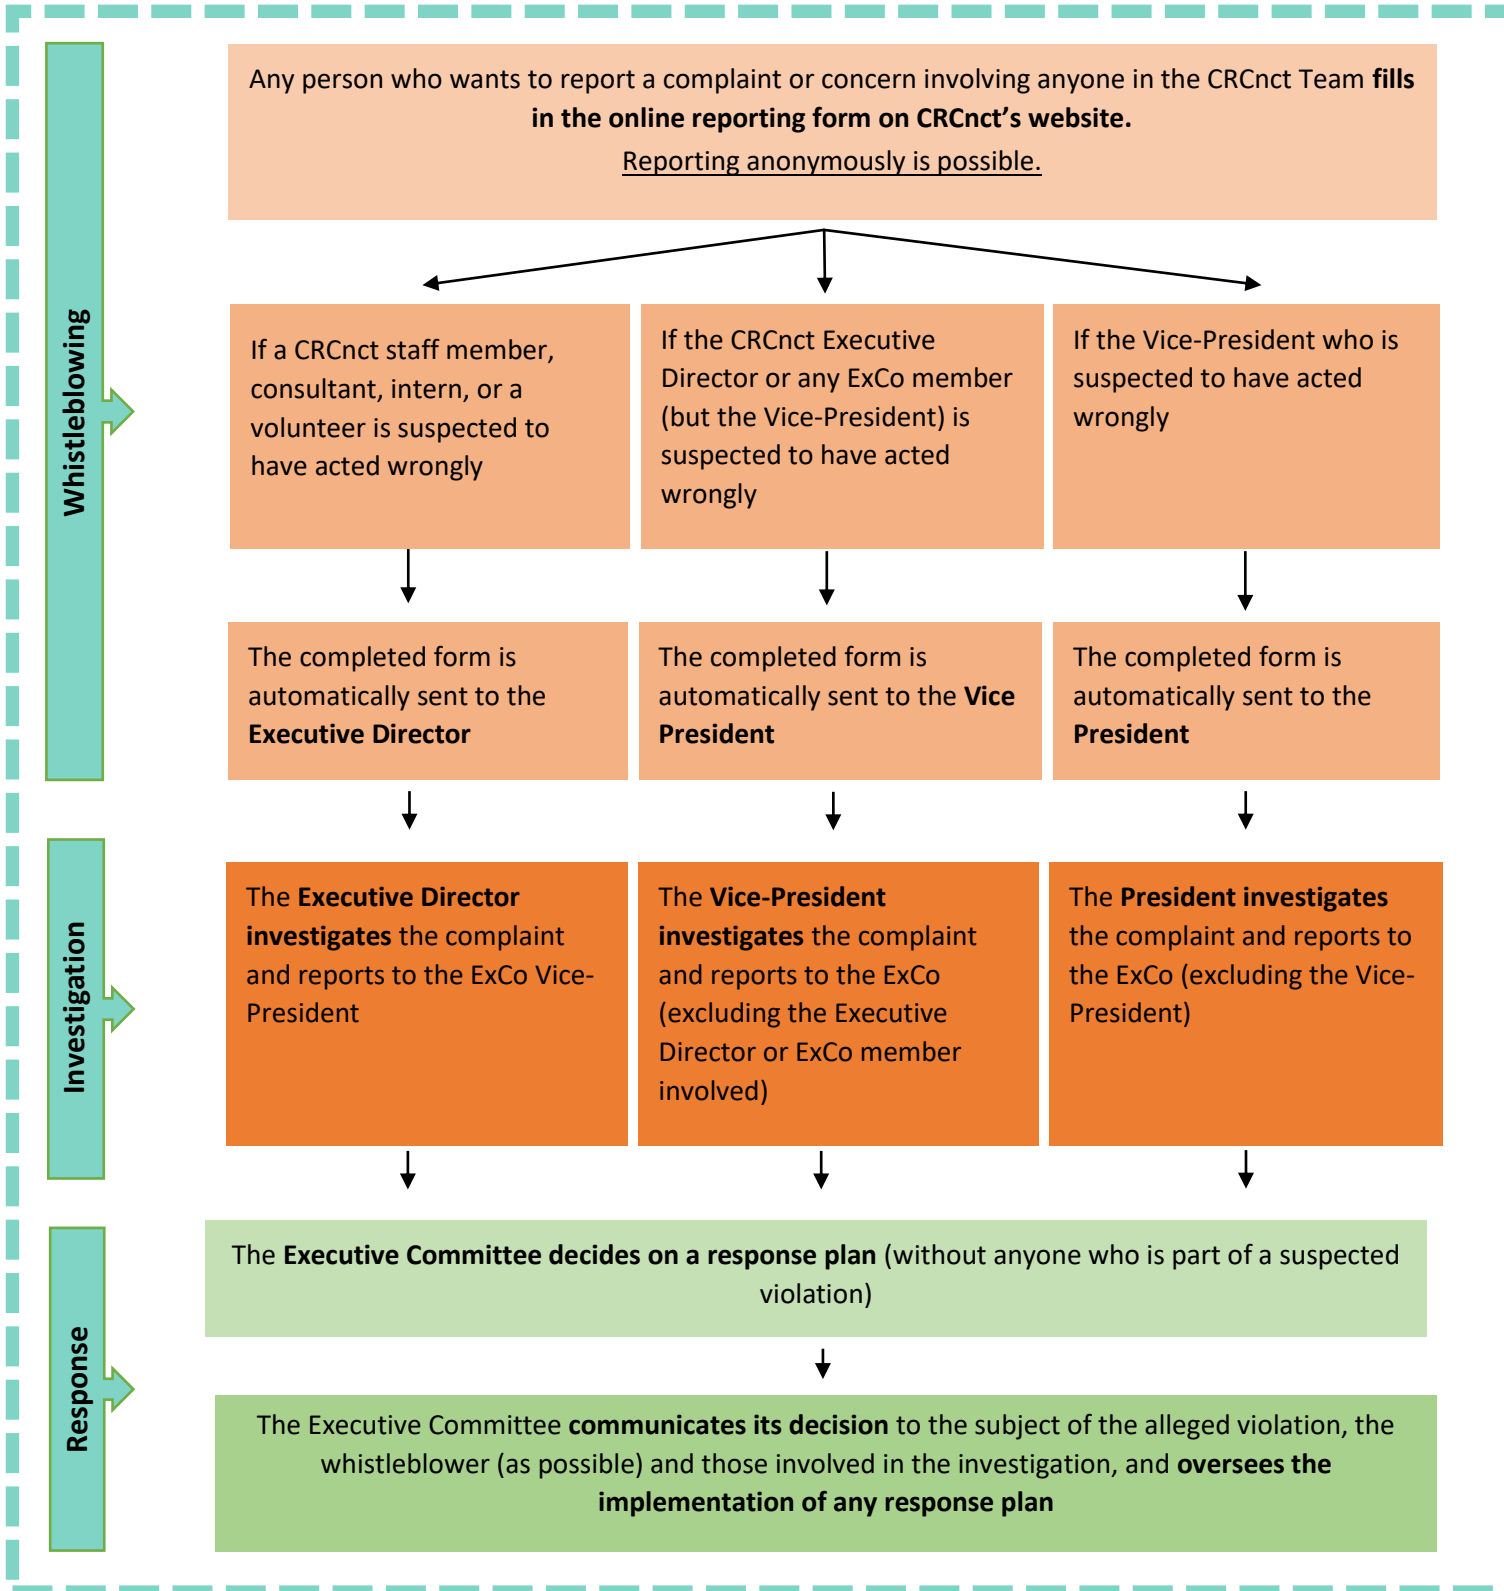 Whistleblowing
Any person who wants to report a complaint or concern involving anyone in the CRCnct Team fills
in the online reporting form on CRCnct’s website.
Reporting anonymously is possible.
If a CRCnct staff member,
consultant, intern, or a
volunteer is suspected to
have acted wrongly
If the CRCnct Executive
Director or any ExCo member
(but the Vice-President) is
suspected to have acted
wrongly
If the Vice-President who is
suspected to have acted
wrongly
The completed form is
automatically sent to the
Executive Director
The completed form is
automatically sent to the Vice
President
The completed form is
automatically sent to the
President
Investigation
The Executive Director
investigates the complaint
and reports to the ExCo Vice-
President
The Vice-President
investigates the complaint
and reports to the ExCo
(excluding the Executive
Director or ExCo member
involved)
The President investigates
the complaint and reports to
the ExCo (excluding the Vice-
President)
Response
The Executive Committee decides on a response plan (without anyone who is part of a suspected
violation)
The Executive Committee communicates its decision to the subject of the alleged violation, the
whistleblower (as possible) and those involved in the investigation, and oversees the
implementation of any response plan